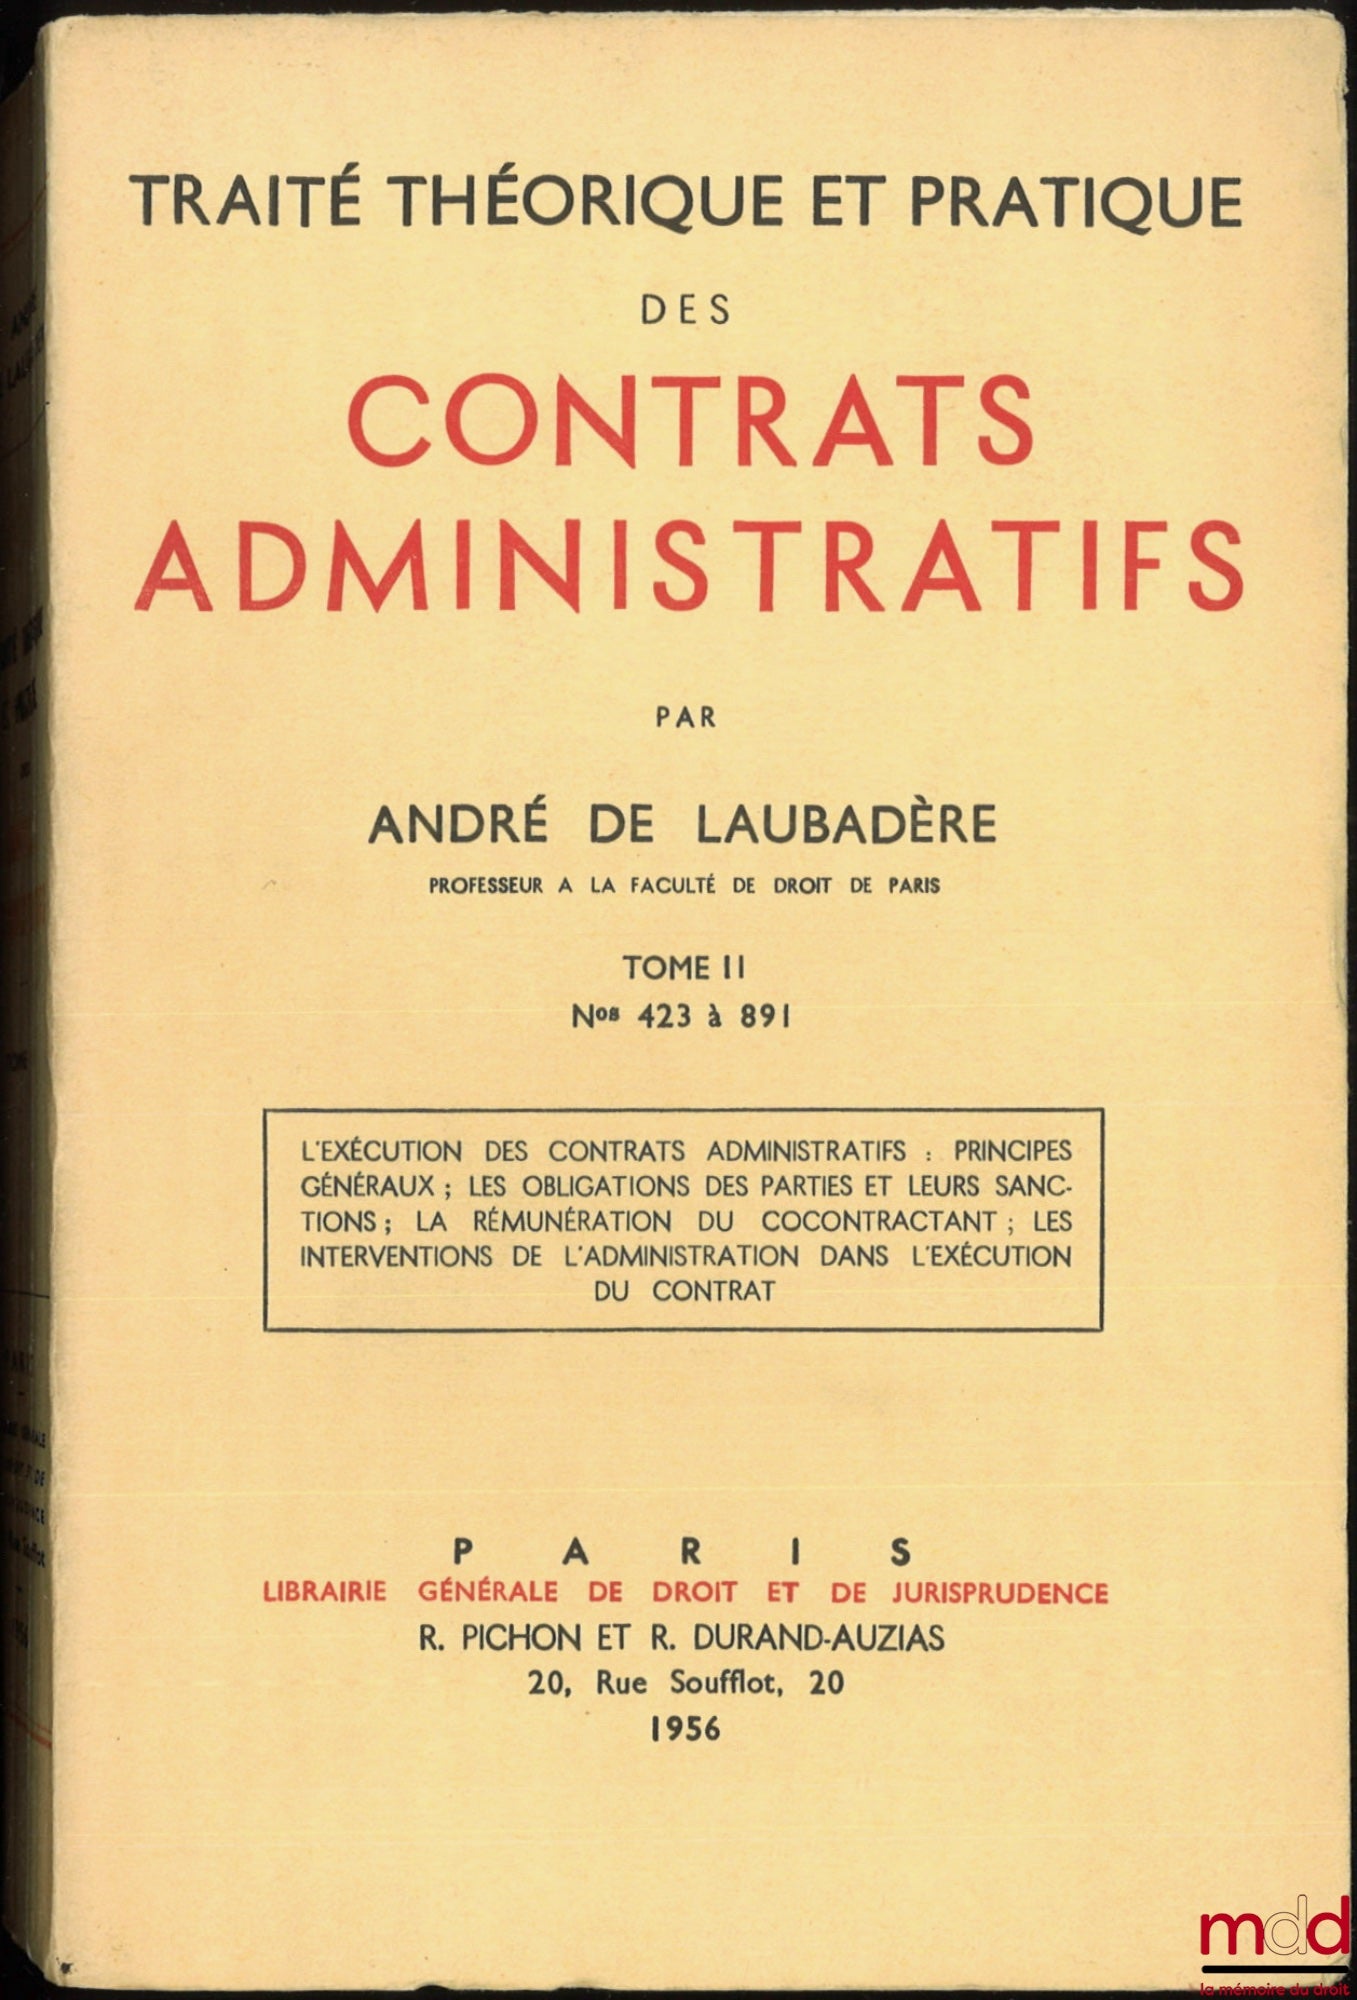 TRAITÉ THÉORIQUE ET PRATIQUE
DES
CONTRATS
ADMINISTRATIFS
PAR
ANDRÉ DE LAUBADÈRE
PROFESSEUR A LA FACULTÉ DE DROIT DE PARIS
TOME II
Nos 423 à 891
L'EXÉCUTION DES CONTRATS ADMINISTRATIFS : PRINCIPES
GÉNÉRAUX ; LES OBLIGATIONS DES PARTIES ET LEURS SANC-
TIONS ; LA RÉMUNÉRATION DU COCONTRACTANT ; LES
INTERVENTIONS DE L'ADMINISTRATION DANS L'EXÉCUTION
DU CONTRAT
PARIS
LIBRAIRIE GÉNÉRALE DE DROIT ET DE JURISPRUDENCE
R. PICHON ET R. DURAND-AUZIAS
20, Rue Soufflot, 20
1956
mdd
la mémoire du droit